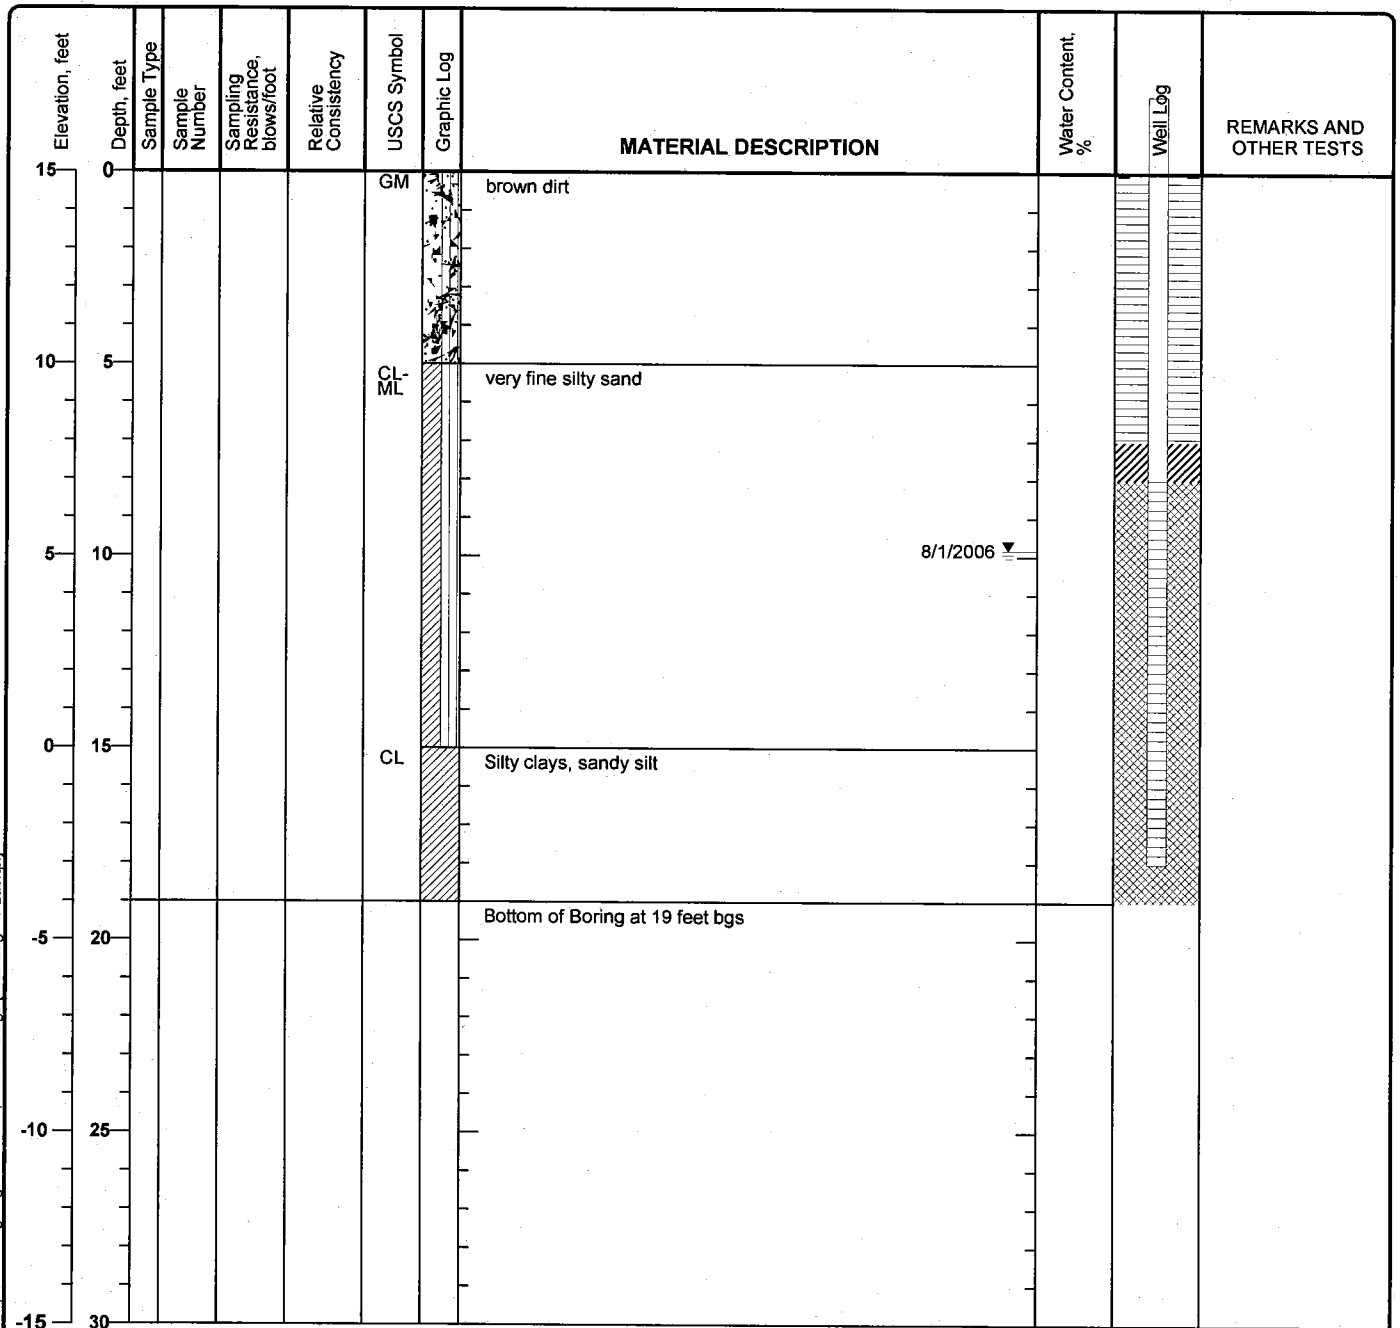 Elevation, feet
Depth, feet
Sample Type
Sample
Number
Sampling
Resistance,
blows/foot
Relative
Consistency
USCS Symbol
Graphic Log
MATERIAL DESCRIPTION
Water Content,
%
Well Log
REMARKS AND
OTHER TESTS
15 0
GM brown dirt
10 5
CL-
ML
very fine silty sand
5 10
8/1/2006
0 15
CL Silty clays, sandy silt
Bottom of Boring at 19 feet bgs
-5 20
-10 25
-15 30